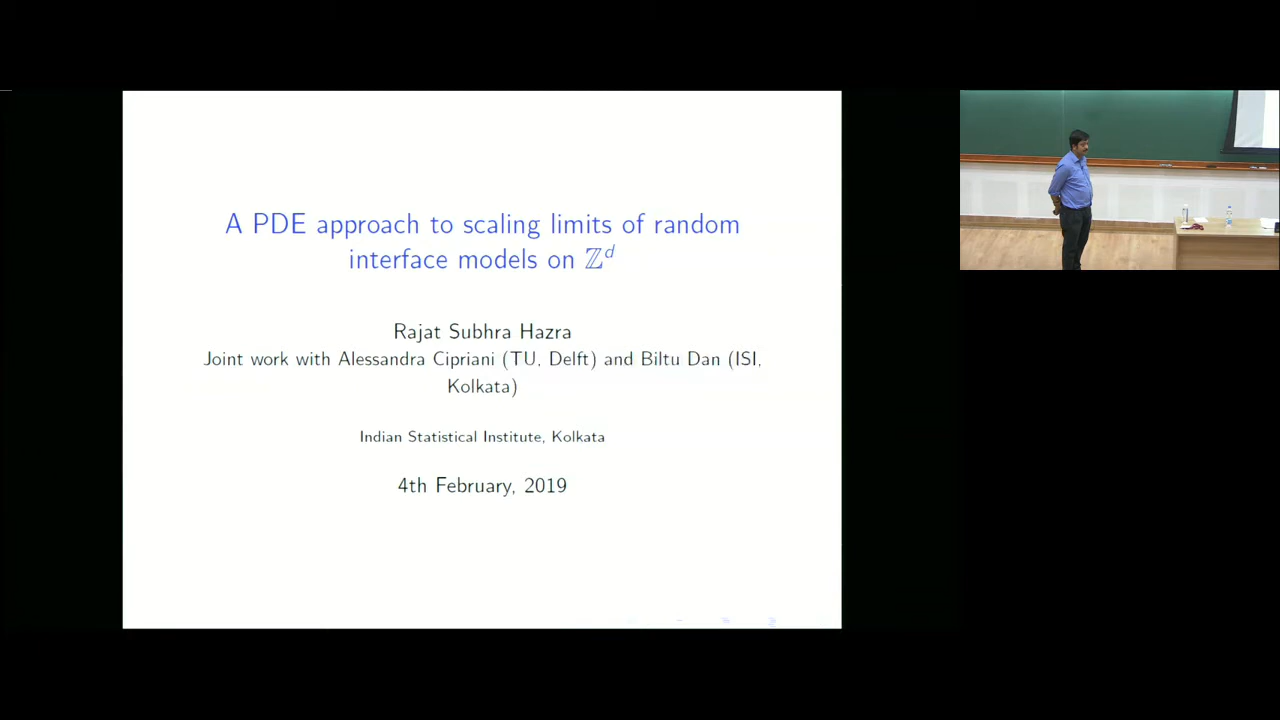 A PDE approach to scaling limits of random
interface models on ℤᵈ
Rajat Subhra Hazra
Joint work with Alessandra Cipriani (TU, Delft) and Biltu Dan (ISI,
Kolkata)
Indian Statistical Institute, Kolkata
4th February, 2019